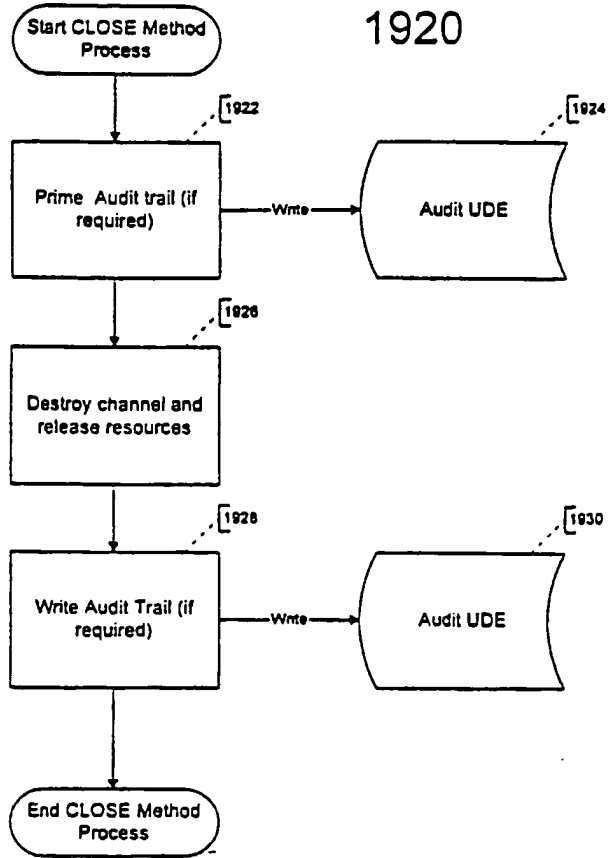 Start CLOSE Method
Process
1920
[1922
[1924
Prime Audit trail (if
required)
Write
Audit UDE
[1926
Destroy channel and
release resources
[1928
[1930
Write Audit Trail (if
required)
Write
Audit UDE
End CLOSE Method
Process